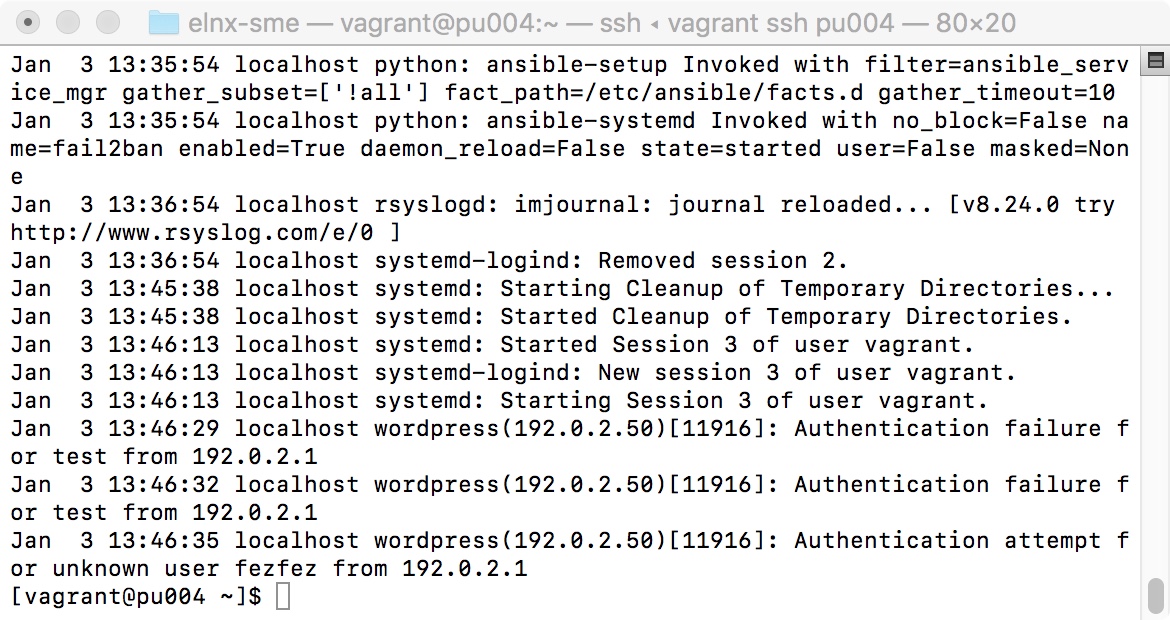 elnx-sme — vagrant@pu004:~ — ssh ◂ vagrant ssh pu004 — 80×20
Jan  3 13:35:54 localhost python: ansible-setup Invoked with filter=ansible_serv
ice_mgr gather_subset=['!all'] fact_path=/etc/ansible/facts.d gather_timeout=10
Jan  3 13:35:54 localhost python: ansible-systemd Invoked with no_block=False na
me=fail2ban enabled=True daemon_reload=False state=started user=False masked=Non
e
Jan  3 13:36:54 localhost rsyslogd: imjournal: journal reloaded... [v8.24.0 try
http://www.rsyslog.com/e/0 ]
Jan  3 13:36:54 localhost systemd-logind: Removed session 2.
Jan  3 13:45:38 localhost systemd: Starting Cleanup of Temporary Directories...
Jan  3 13:45:38 localhost systemd: Started Cleanup of Temporary Directories.
Jan  3 13:46:13 localhost systemd: Started Session 3 of user vagrant.
Jan  3 13:46:13 localhost systemd-logind: New session 3 of user vagrant.
Jan  3 13:46:13 localhost systemd: Starting Session 3 of user vagrant.
Jan  3 13:46:29 localhost wordpress(192.0.2.50)[11916]: Authentication failure f
or test from 192.0.2.1
Jan  3 13:46:32 localhost wordpress(192.0.2.50)[11916]: Authentication failure f
or test from 192.0.2.1
Jan  3 13:46:35 localhost wordpress(192.0.2.50)[11916]: Authentication attempt f
or unknown user fezfez from 192.0.2.1
[vagrant@pu004 ~]$